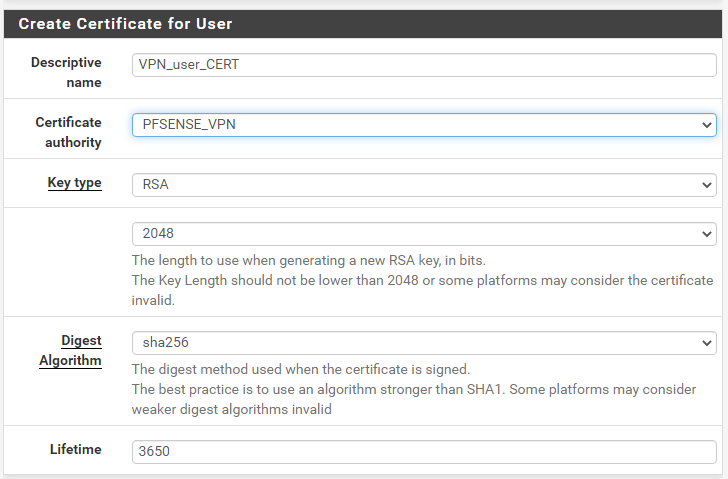 Create Certificate for User
Descriptive
name
VPN_user_CERT
Certificate
authority
PFSENSE_VPN
Key type
RSA
2048
The length to use when generating a new RSA key, in bits.
The Key Length should not be lower than 2048 or some platforms may consider the certificate
invalid.
Digest
Algorithm
sha256
The digest method used when the certificate is signed.
The best practice is to use an algorithm stronger than SHA1. Some platforms may consider
weaker digest algorithms invalid
Lifetime
3650